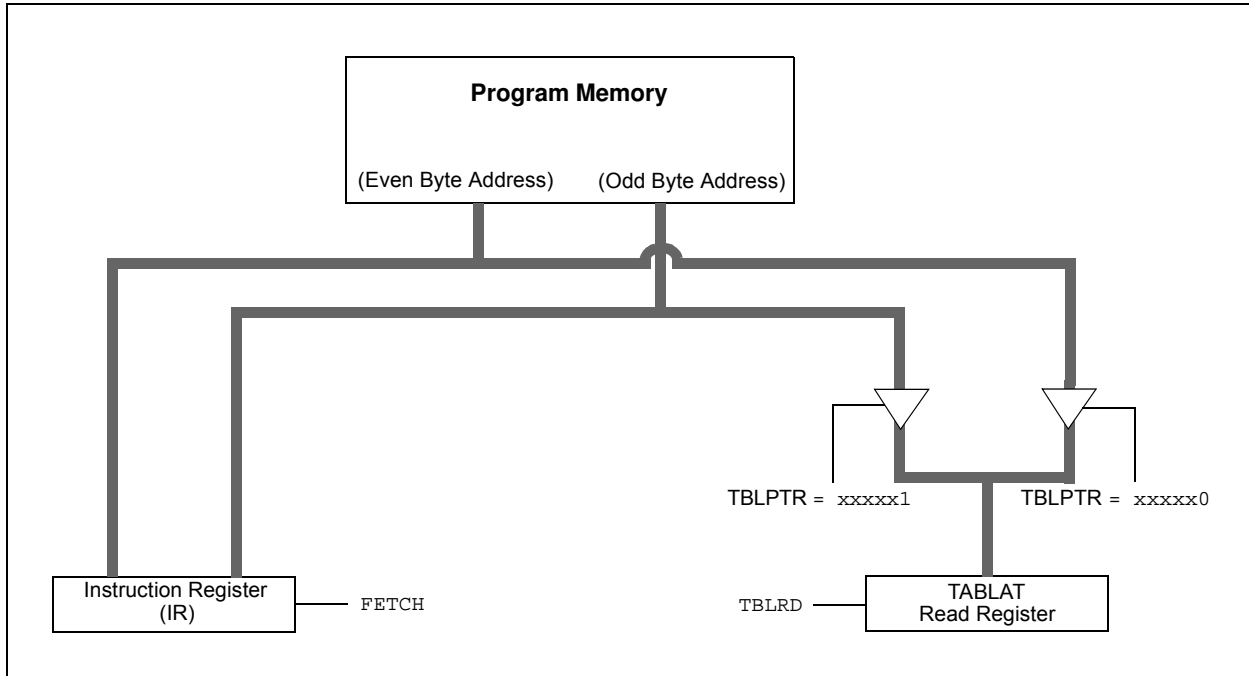 Program Memory
(Even Byte Address) (Odd Byte Address)
TBLPTR = xxxxx1
TBLPTR = xxxxx0
Instruction Register
(IR)
FETCH
TBLRD
TABLAT
Read Register